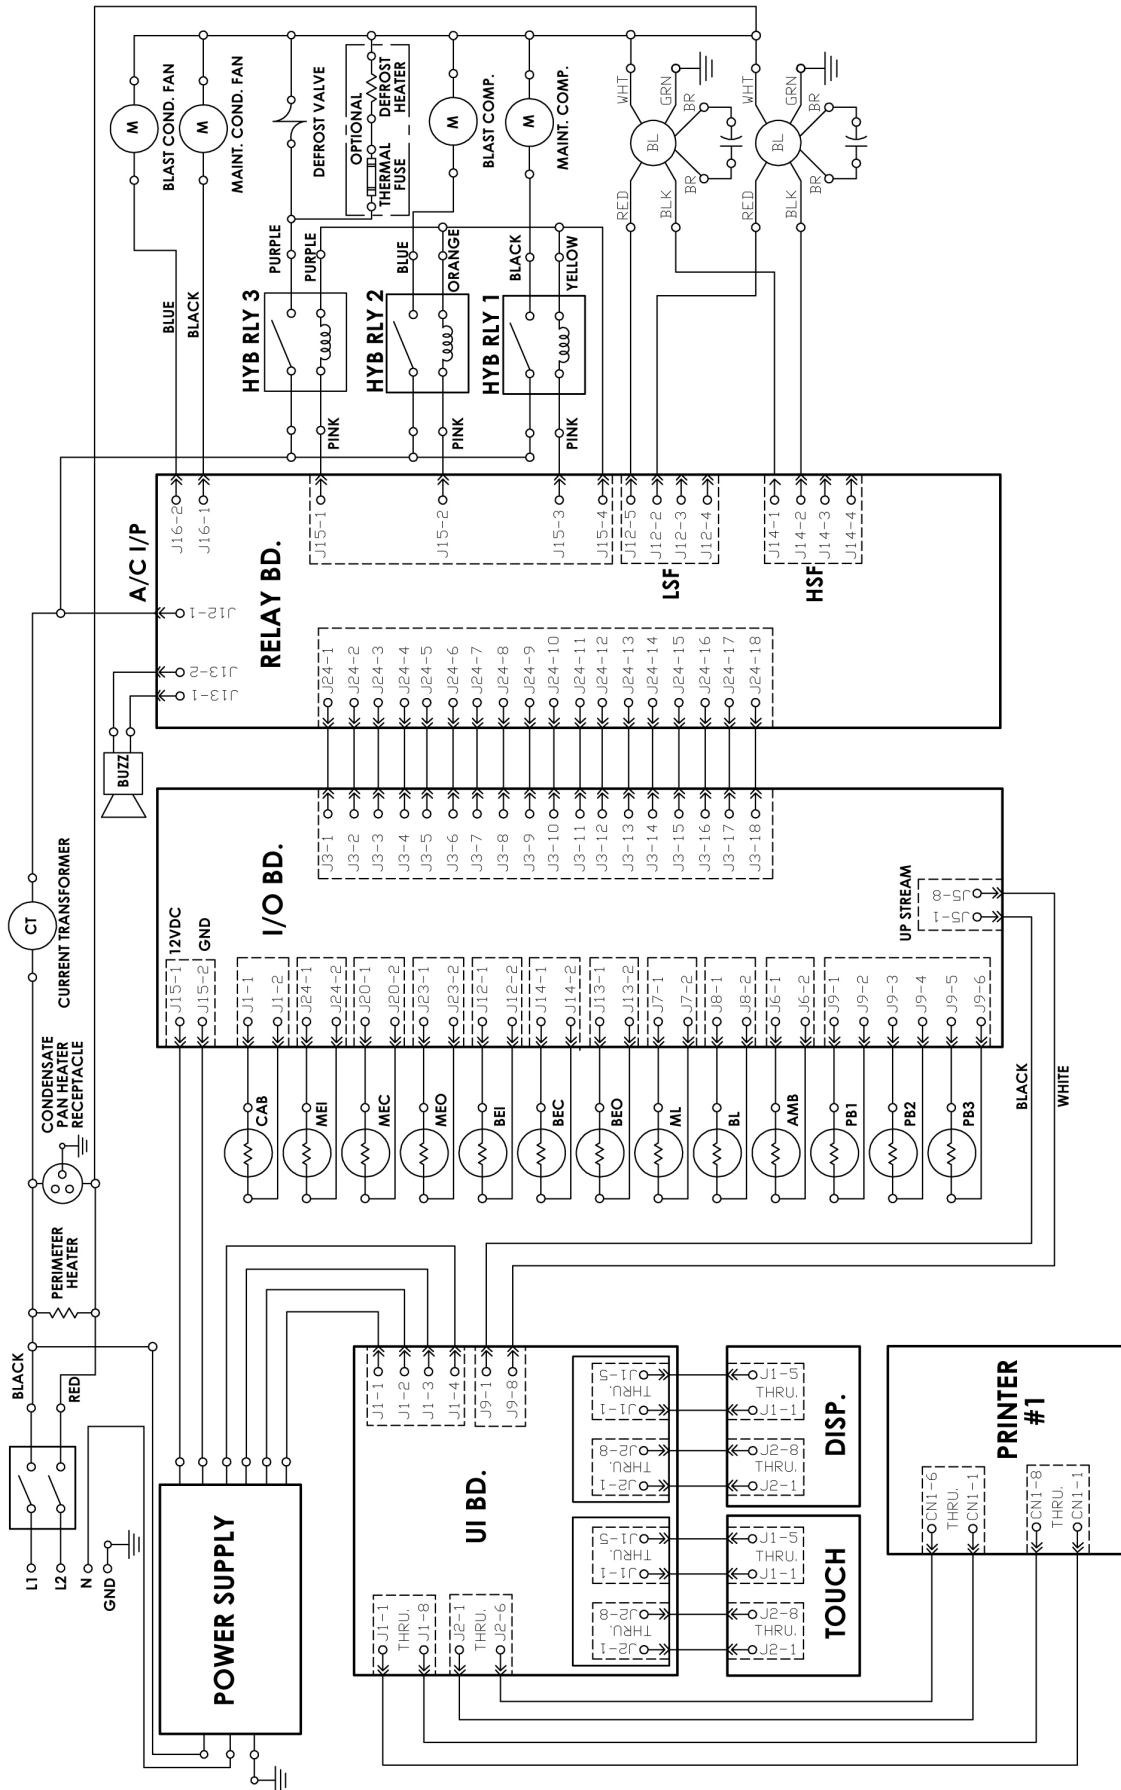 L1
L2
N
GND
BLACK
RED
PERIMETER
HEATER
CONDENSATE
PAN HEATER
RECEPTACLE
CT
CURRENT TRANSFORMER
BUZZ
POWER SUPPLY
J15-1
12VDC
J15-2
GND
J1-1
J1-2
J24-1
J24-2
J20-1
J20-2
J23-1
J23-2
J12-1
J12-2
J14-1
J14-2
J13-1
J13-2
J7-1
J7-2
J8-1
J8-2
J6-1
J6-2
J9-1
J9-2
J9-3
J9-4
J9-5
J9-6
CAB
MEI
MEC
MEO
BEI
BEC
BEO
ML
BL
AMB
PB1
PB2
PB3
I/O BD.
UP STREAM
J5-1
J5-8
BLACK
WHITE
J3-1
J3-2
J3-3
J3-4
J3-5
J3-6
J3-7
J3-8
J3-9
J3-10
J3-11
J3-12
J3-13
J3-14
J3-15
J3-16
J3-17
J3-18
J24-1
J24-2
J24-3
J24-4
J24-5
J24-6
J24-7
J24-8
J24-9
J24-10
J24-11
J24-12
J24-13
J24-14
J24-15
J24-16
J24-17
J24-18
RELAY BD.
A/C I/P
J13-1
J13-2
J12-1
J16-2
J16-1
J15-1
J15-2
J15-3
J15-4
J12-5
J12-2
J12-3
J12-4
LSF
J14-1
J14-2
J14-3
J14-4
HSF
BLUE
BLACK
M
BLAST COND. FAN
M
MAINT. COND. FAN
PINK
HYB RLY 3
PURPLE
PURPLE
DEFROST VALVE
OPTIONAL
THERMAL
FUSE
DEFROST
HEATER
PINK
HYB RLY 2
BLUE
ORANGE
M
BLAST COMP.
PINK
HYB RLY 1
BLACK
YELLOW
M
MAINT. COMP.
RED
BLK
WHT
GRN
BL
BR
BR
RED
BLK
WHT
GRN
BL
BR
BR
UI BD.
J1-1
J1-2
J1-3
J1-4
J9-1
J9-8
J1-1
THRU.
J1-8
J2-1
THRU.
J2-6
J1-5
THRU.
J1-1
J2-8
THRU.
J2-1
J1-5
THRU.
J1-1
J2-8
THRU.
J2-1
J1-5
THRU.
J1-1
J2-8
THRU.
J2-1
DISP.
J1-5
THRU.
J1-1
J2-8
THRU.
J2-1
TOUCH
PRINTER
#1
CN1-6
THRU.
CN1-1
CN1-8
THRU.
CN1-1